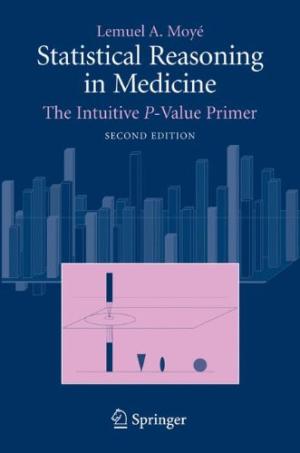 Lemuel A. Moyé
Statistical Reasoning
in Medicine
The Intuitive P-Value Primer
SECOND EDITION
Springer